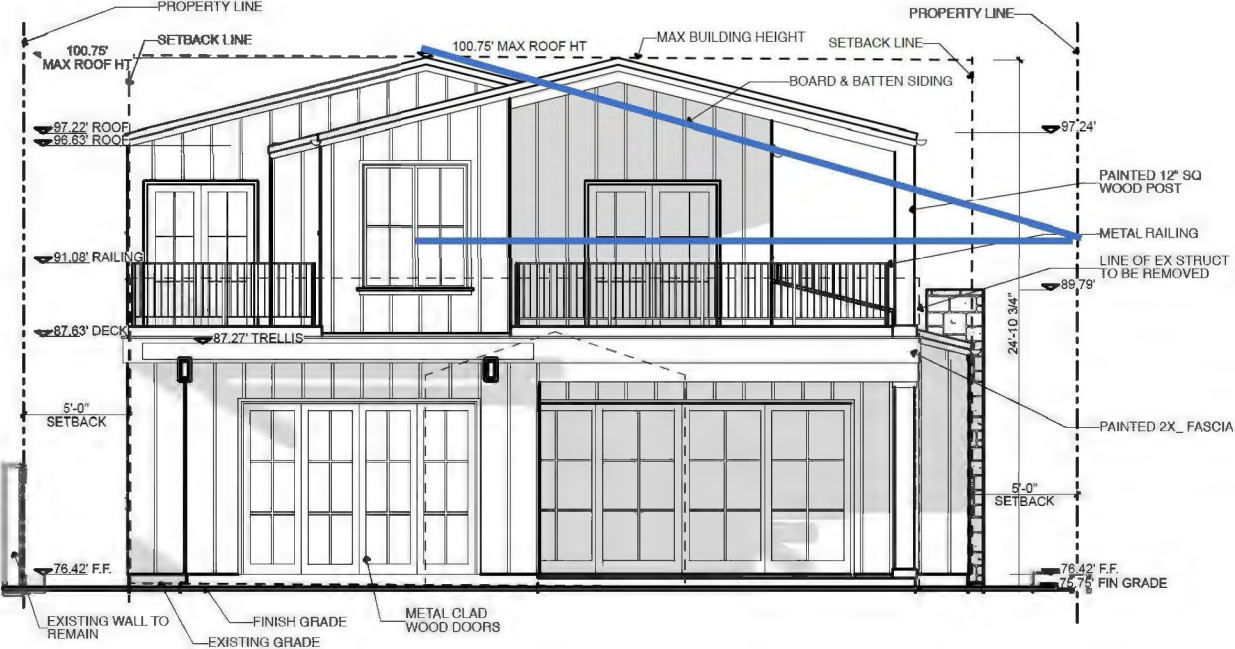 PROPERTY LINE
PROPERTY LINE
SETBACK LINE
100.75'
MAX ROOF HT
100.75' MAX ROOF HT
MAX BUILDING HEIGHT
SETBACK LINE
BOARD & BATTEN SIDING
97.22' ROOF
96.63' ROOF
97.24'
PAINTED 12" SQ
WOOD POST
METAL RAILING
91.08' RAILING
LINE OF EX STRUCT
TO BE REMOVED
89.79'
24'-10 3/4"
87.63' DECK
87.27' TRELLIS
5'-0"
SETBACK
PAINTED 2X_ FASCIA
5'-0"
SETBACK
76.42' F.F.
76.42' F.F.
75.75' FIN GRADE
EXISTING WALL TO
REMAIN
FINISH GRADE
EXISTING GRADE
METAL CLAD
WOOD DOORS